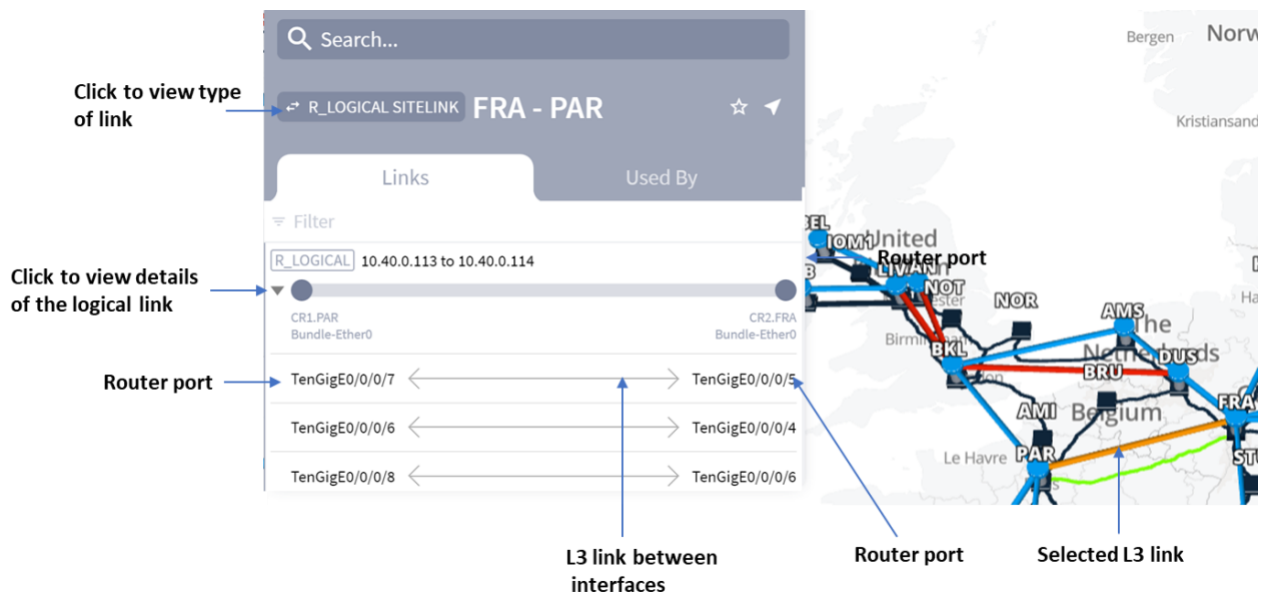 Search...
Click to view type
of link
R_LOGICAL SITELINK
FRA - PAR
Links
Used By
Filter
Click to view details
of the logical link
R_LOGICAL
10.40.0.113 to 10.40.0.114
CR1.PAR
Bundle-Ether0
CR2.FRA
Bundle-Ether0
Router port
TenGigE0/0/0/7
TenGigE0/0/0/5
TenGigE0/0/0/6
TenGigE0/0/0/4
TenGigE0/0/0/8
TenGigE0/0/0/6
L3 link between
interfaces
Router port
Selected L3 link
Bergen
Norw
Kristiansand
IOM1
United
Router port
NOT
NOR
AMS
The
Netherlands
BKL
DUS
BRU
AMI
Belgium
FRA
Le Havre
PAR